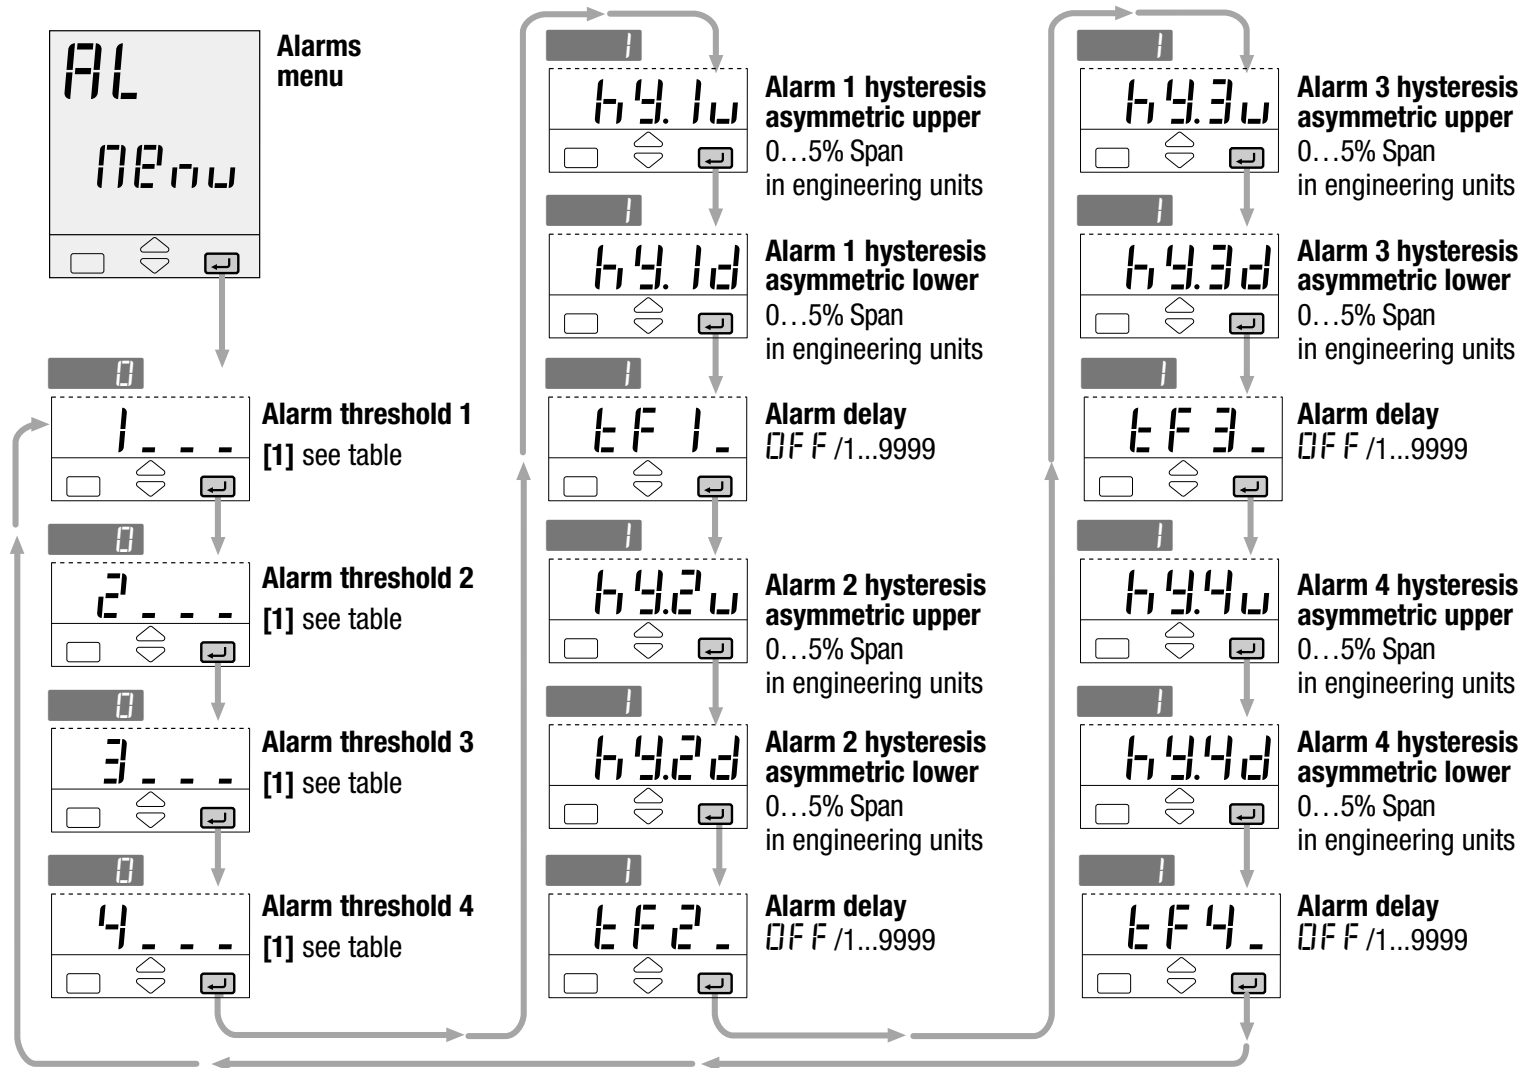 AL
MEnu
Alarms
menu
0
1_ _ _
Alarm threshold 1
[1] see table
0
2_ _ _
Alarm threshold 2
[1] see table
0
3_ _ _
Alarm threshold 3
[1] see table
0
4_ _ _
Alarm threshold 4
[1] see table
1
hy.1u
Alarm 1 hysteresis
asymmetric upper
0…5% Span
in engineering units
1
hy.1d
Alarm 1 hysteresis
asymmetric lower
0…5% Span
in engineering units
1
tF1_
Alarm delay
OFF/1...9999
1
hy.2u
Alarm 2 hysteresis
asymmetric upper
0…5% Span
in engineering units
1
hy.2d
Alarm 2 hysteresis
asymmetric lower
0…5% Span
in engineering units
1
tF2_
Alarm delay
OFF/1...9999
1
hy.3u
Alarm 3 hysteresis
asymmetric upper
0…5% Span
in engineering units
1
hy.3d
Alarm 3 hysteresis
asymmetric lower
0…5% Span
in engineering units
1
tF3_
Alarm delay
OFF/1...9999
1
hy.4u
Alarm 4 hysteresis
asymmetric upper
0…5% Span
in engineering units
1
hy.4d
Alarm 4 hysteresis
asymmetric lower
0…5% Span
in engineering units
1
tF4_
Alarm delay
OFF/1...9999